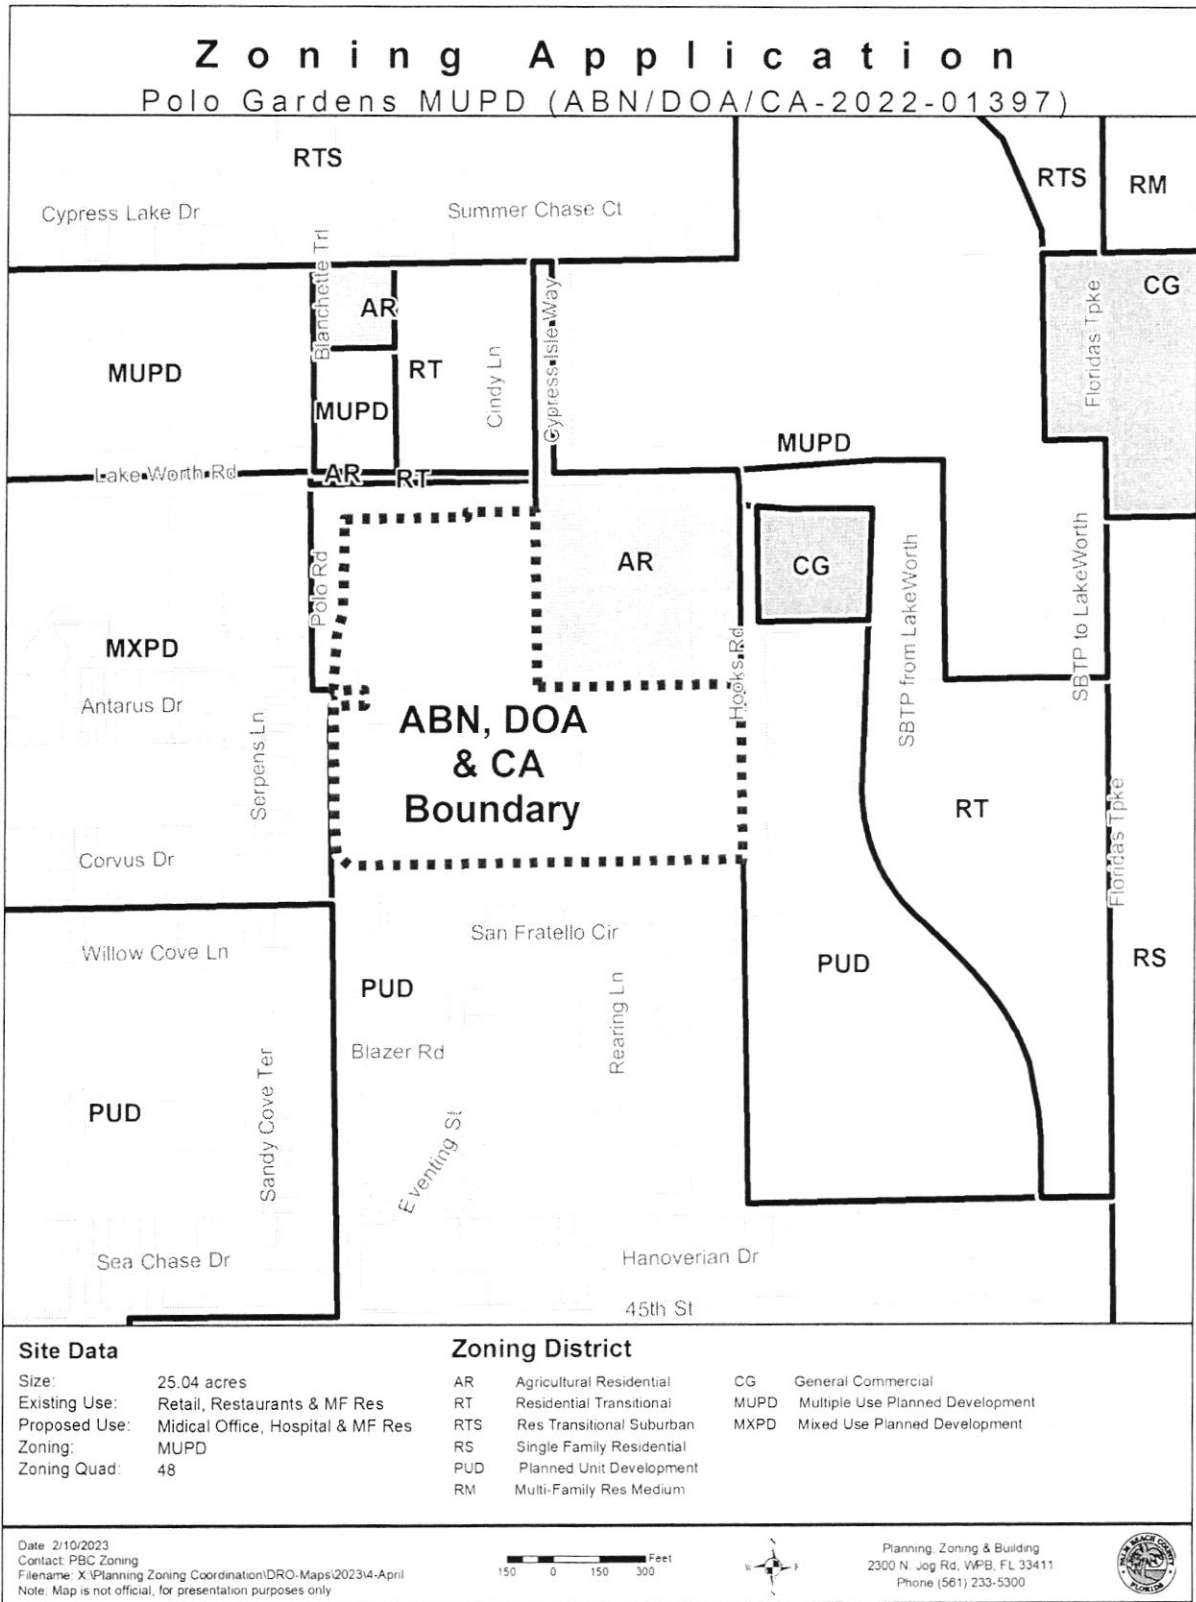 Zoning Application
Polo Gardens MUPD (ABN/DOA/CA-2022-01397)
RTS
RTS
RM
Cypress Lake Dr
Summer Chase Ct
Blanchette Trl
AR
CG
Cypress Isle Way
Floridas Tpke
MUPD
RT
Cindy Ln
MUPD
MUPD
Lake Worth Rd
AR
RT
Polo Rd
AR
CG
SBTP from LakeWorth
SBTP to LakeWorth
MXPD
Hooks Rd
Antarus Dr
Serpens Ln
ABN, DOA
& CA
Boundary
RT
Floridas Tpke
Corvus Dr
San Fratello Cir
Willow Cove Ln
PUD
PUD
RS
Rearing Ln
Blazer Rd
PUD
Sandy Cove Ter
Eventing St
Sea Chase Dr
Hanoverian Dr
45th St
Site Data
Size: 25.04 acres
Existing Use: Retail, Restaurants & MF Res
Proposed Use: Midical Office, Hospital & MF Res
Zoning: MUPD
Zoning Quad: 48
Zoning District
AR Agricultural Residential
RT Residential Transitional
RTS Res Transitional Suburban
RS Single Family Residential
PUD Planned Unit Development
RM Multi-Family Res Medium
CG General Commercial
MUPD Multiple Use Planned Development
MXPD Mixed Use Planned Development
Date 2/10/2023
Contact: PBC Zoning
Filename: X:\Planning Zoning Coordination\DRO-Maps\2023\4-April
Note: Map is not official, for presentation purposes only
Feet
150 0 150 300
Planning, Zoning & Building
2300 N. Jog Rd, WPB, FL 33411
Phone (561) 233-5300
PALM BEACH COUNTY
FLORIDA